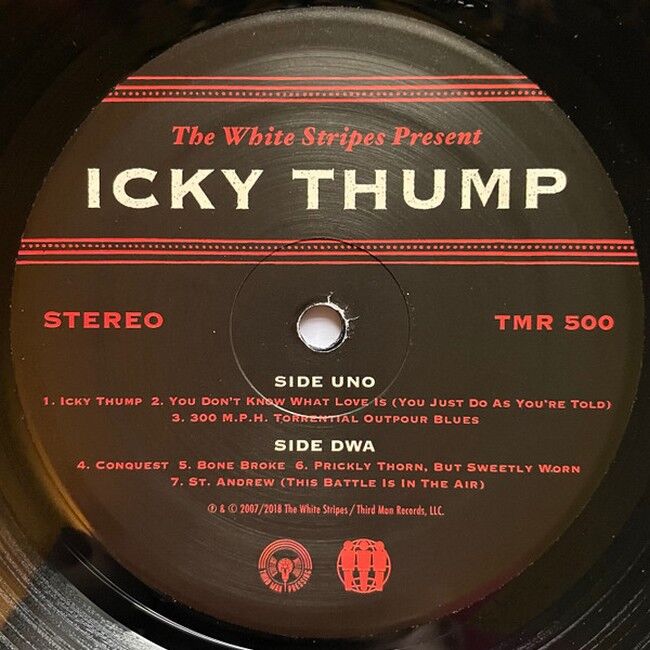 The White Stripes Present
ICKY THUMP
STEREO
TMR 500
SIDE UNO
1. ICKY THUMP 2. YOU DON'T KNOW WHAT LOVE IS (YOU JUST DO AS YOU'RE TOLD)
3. 300 M.P.H. TORRENTIAL OUTPOUR BLUES
SIDE DWA
4. CONQUEST 5. BONE BROKE 6. PRICKLY THORN, BUT SWEETLY WORN
7. ST. ANDREW (THIS BATTLE IS IN THE AIR)
℗ & © 2007/2018 The White Stripes / Third Man Records, LLC.
THIRD MAN PRESSING